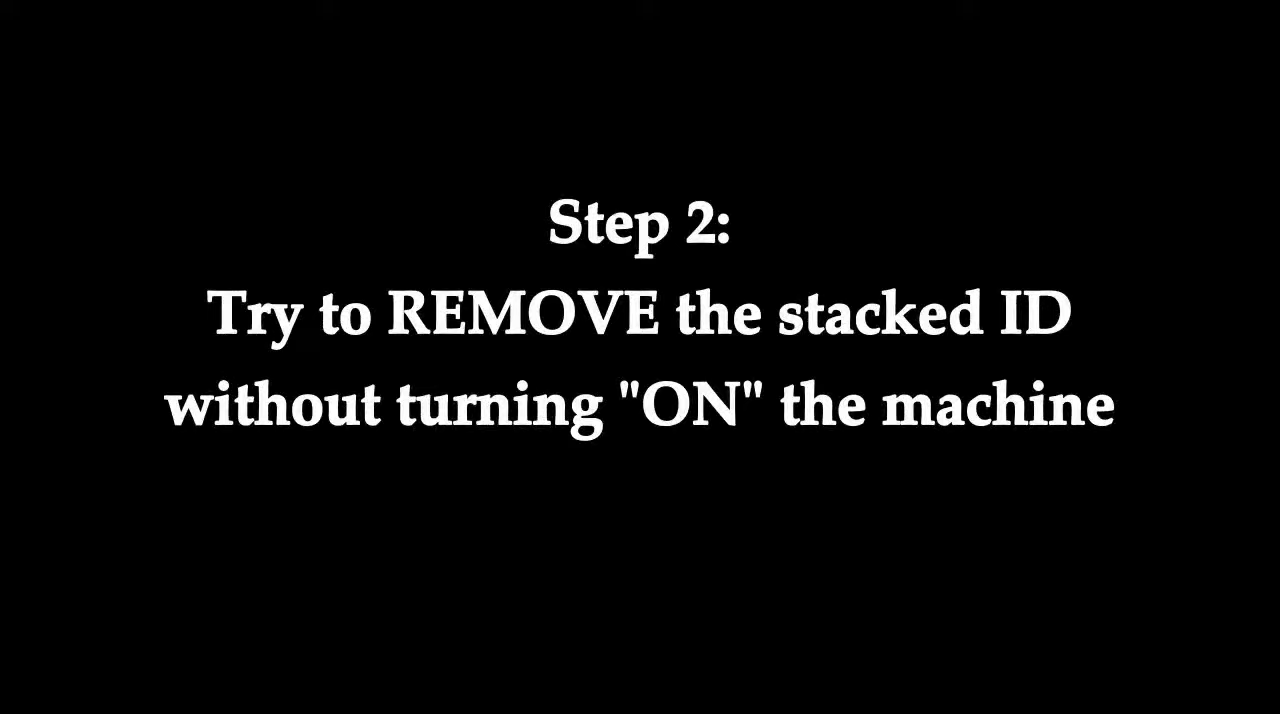 Step 2:
Try to REMOVE the stacked ID
without turning "ON" the machine